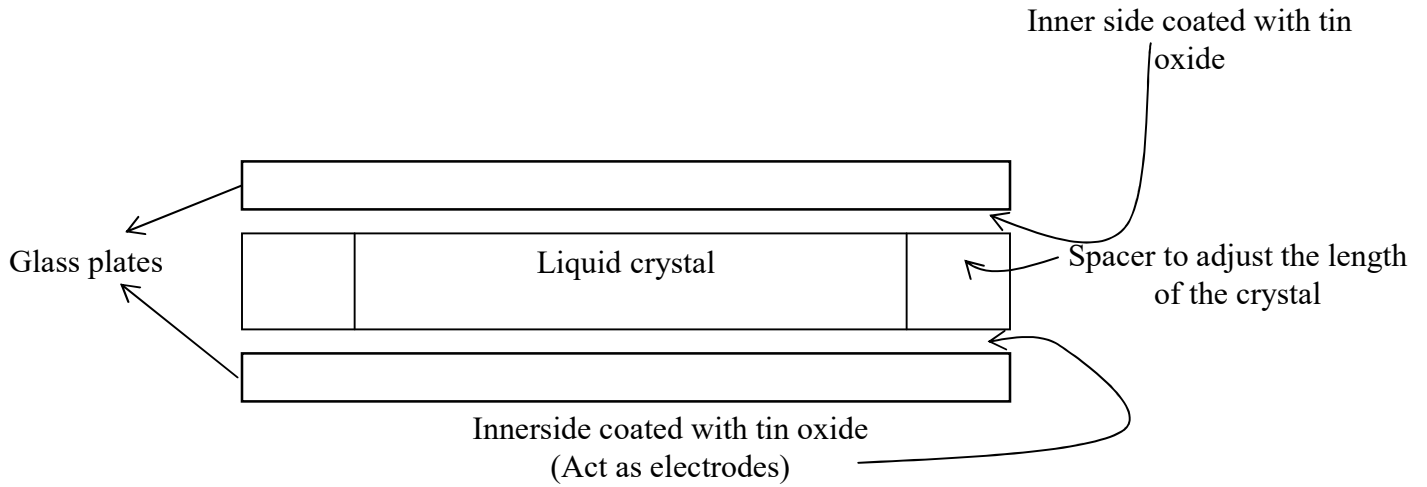 Inner side coated with tin
oxide
Glass plates
Liquid crystal
Spacer to adjust the length
of the crystal
Innerside coated with tin oxide
(Act as electrodes)